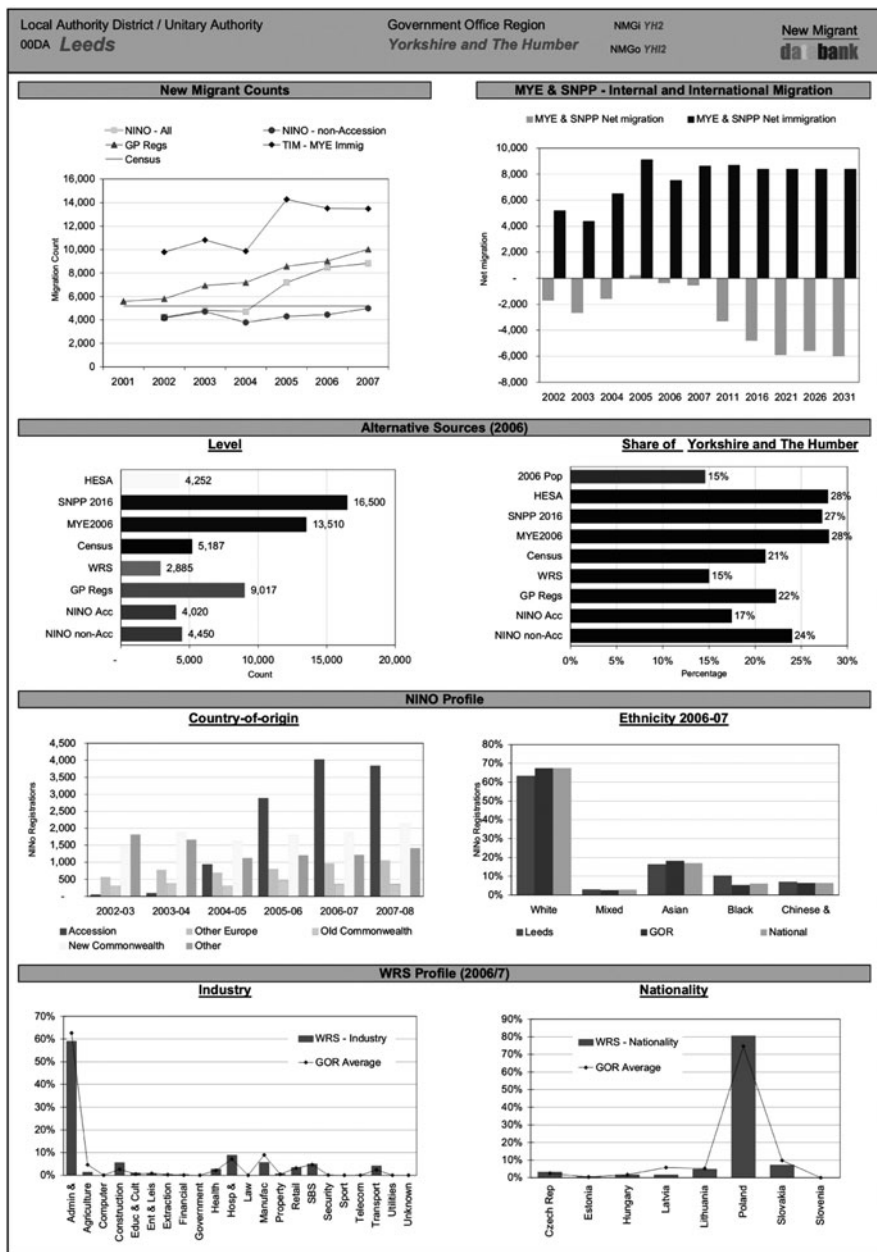 Local Authority District / Unitary Authority
00DA Leeds
Government Office Region
Yorkshire and The Humber
NMGi YH2
NMGo YHI2
New Migrant
bank
New Migrant Counts
NINO - All
NINO - non-Accession
GP Regs
TIM - MYE Immig
Census
16,000
14,000
12,000
10,000
8,000
6,000
4,000
2,000
0
Migration Count
2001 2002 2003 2004 2005 2006 2007
MYE & SNPP - Internal and International Migration
MYE & SNPP Net migration
MYE & SNPP Net immigration
10,000
8,000
6,000
4,000
2,000
-
-2,000
-4,000
-6,000
-8,000
Net migration
2002 2003 2004 2005 2006 2007 2011 2016 2021 2026 2031
Alternative Sources (2006)
Level
HESA 4,252
SNPP 2016 16,500
MYE2006 13,510
Census 5,187
WRS 2,885
GP Regs 9,017
NINO Acc 4,020
NINO non-Acc 4,450
- 5,000 10,000 15,000 20,000
Count
Share of Yorkshire and The Humber
2006 Pop 15%
HESA 28%
SNPP 2016 27%
MYE2006 28%
Census 21%
WRS 15%
GP Regs 22%
NINO Acc 17%
NINO non-Acc 24%
0% 5% 10% 15% 20% 25% 30%
Percentage
NINO Profile
Country-of-origin
4,500
4,000
3,500
3,000
2,500
2,000
1,500
1,000
500
-
NINo Registrations
2002-03 2003-04 2004-05 2005-06 2006-07 2007-08
Accession
Other Europe
Old Commonwealth
New Commonwealth
Other
Ethnicity 2006-07
80%
70%
60%
50%
40%
30%
20%
10%
0%
NINo Registrations
White Mixed Asian Black Chinese &
Leeds
GOR
National
WRS Profile (2006/7)
Industry
70%
60%
50%
40%
30%
20%
10%
0%
WRS - Industry
GOR Average
Admin &
Agriculture
Computer
Construction
Educ & Cult
Ent & Leis
Extraction
Financial
Government
Health
Hosp &
Law
Manufac
Property
Retail
SBS
Security
Sport
Telecom
Transport
Utilities
Unknown
Nationality
90%
80%
70%
60%
50%
40%
30%
20%
10%
0%
WRS - Nationality
GOR Average
Czech Rep
Estonia
Hungary
Latvia
Lithuania
Poland
Slovakia
Slovenia